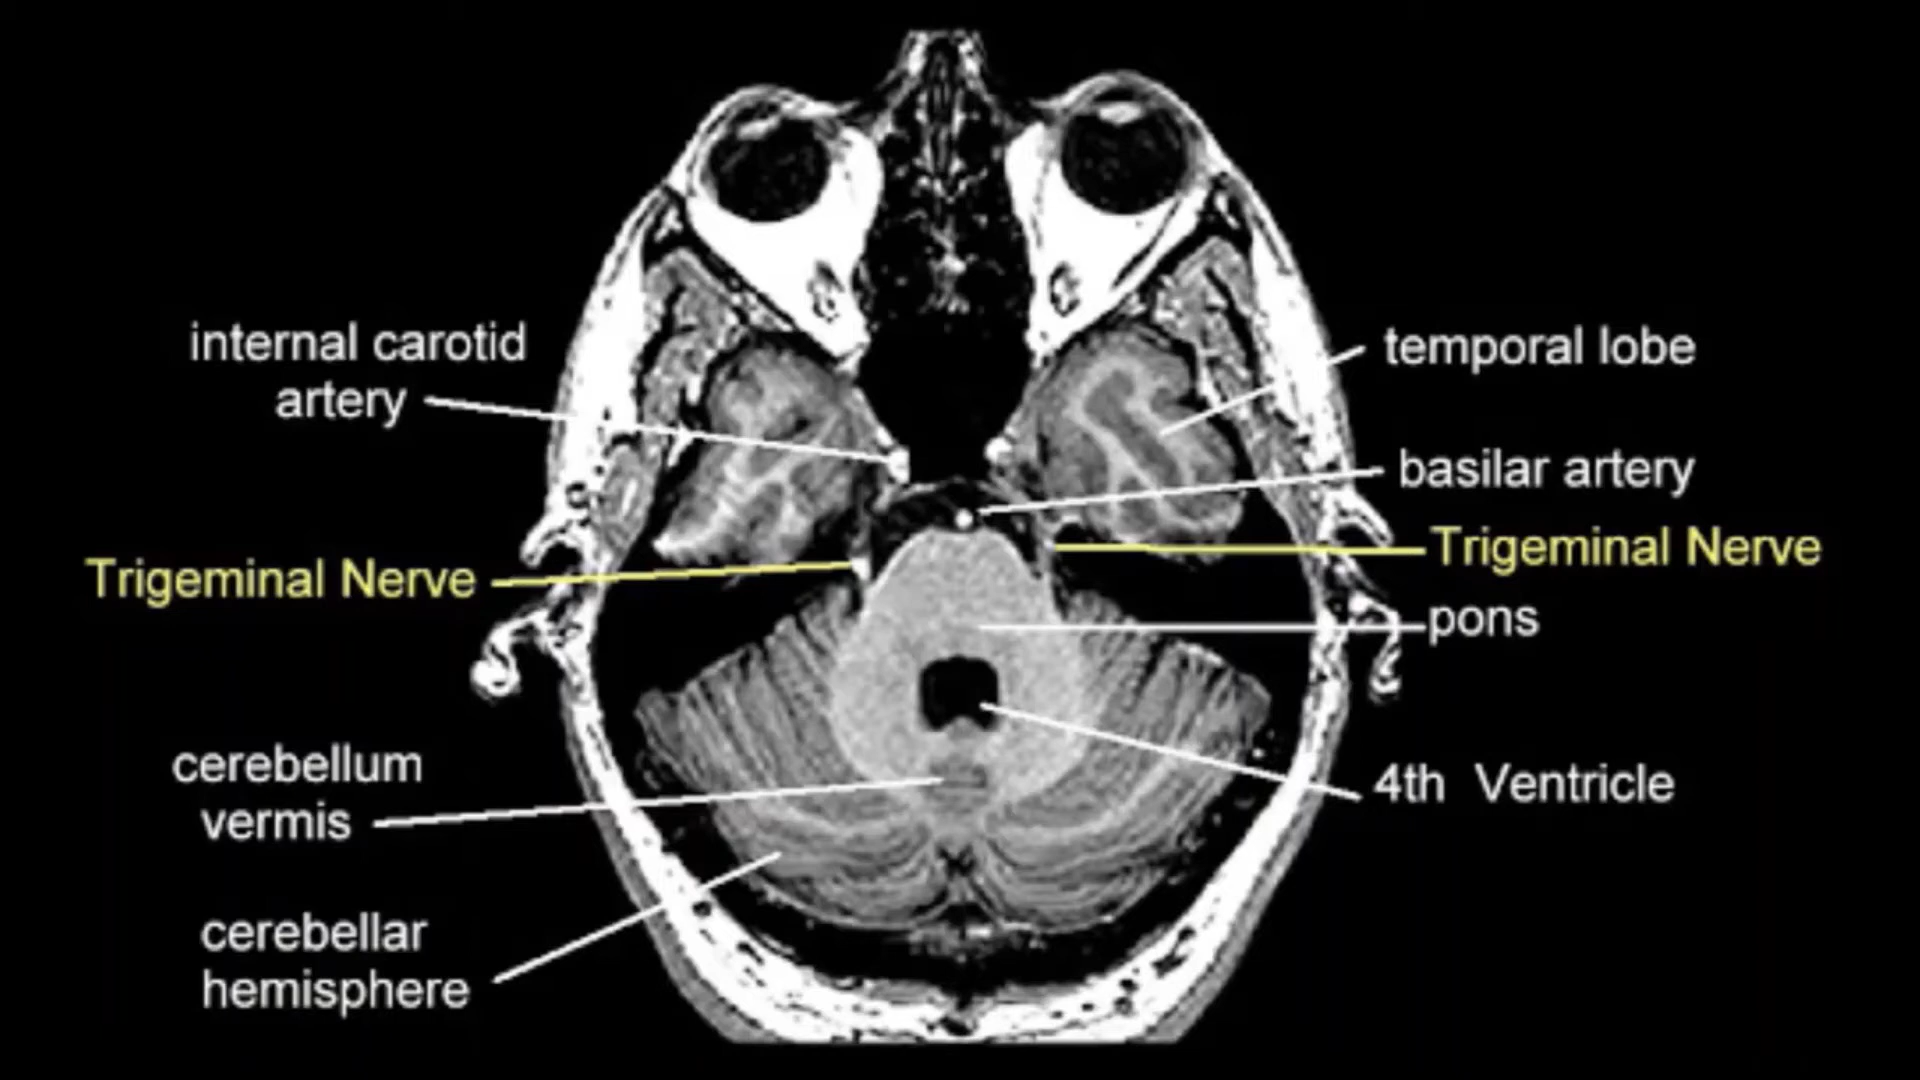 internal carotid
artery
temporal lobe
basilar artery
Trigeminal Nerve
Trigeminal Nerve
pons
cerebellum
vermis
4th Ventricle
cerebellar
hemisphere